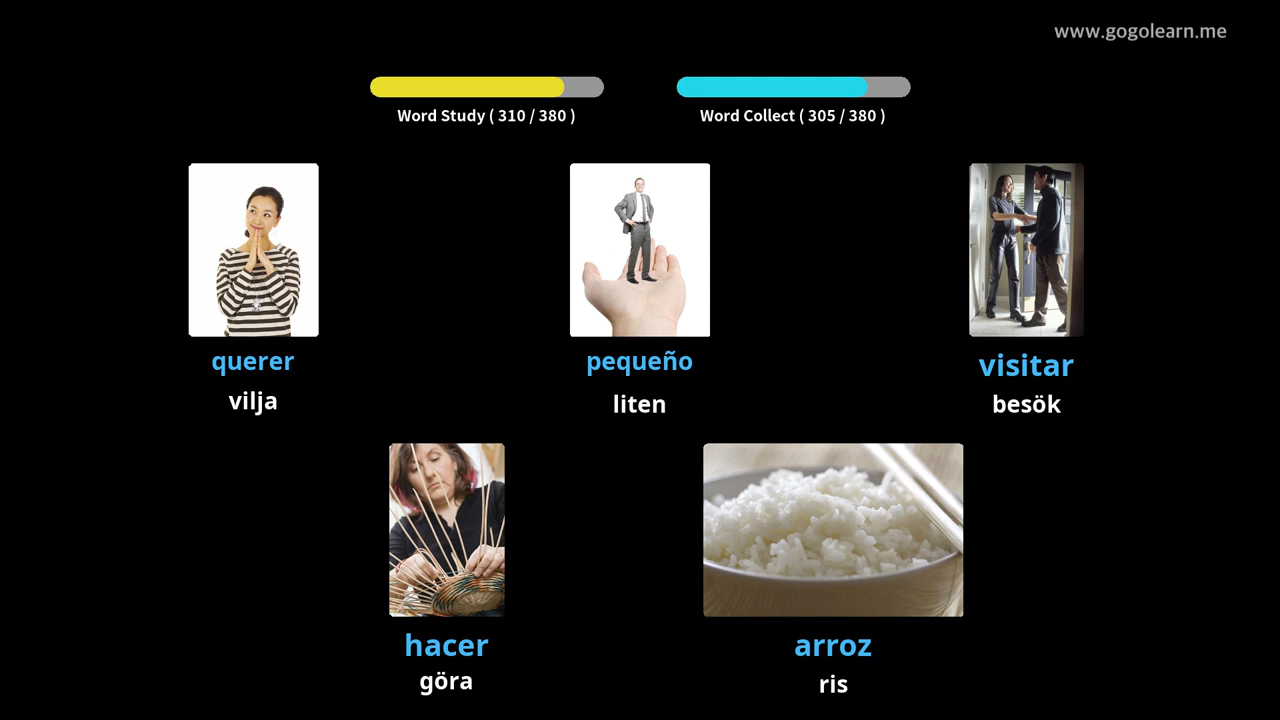 www.gogolearn.me
Word Study ( 310 / 380 )
Word Collect ( 305 / 380 )
querer
vilja
pequeño
liten
visitar
besök
hacer
göra
arroz
ris